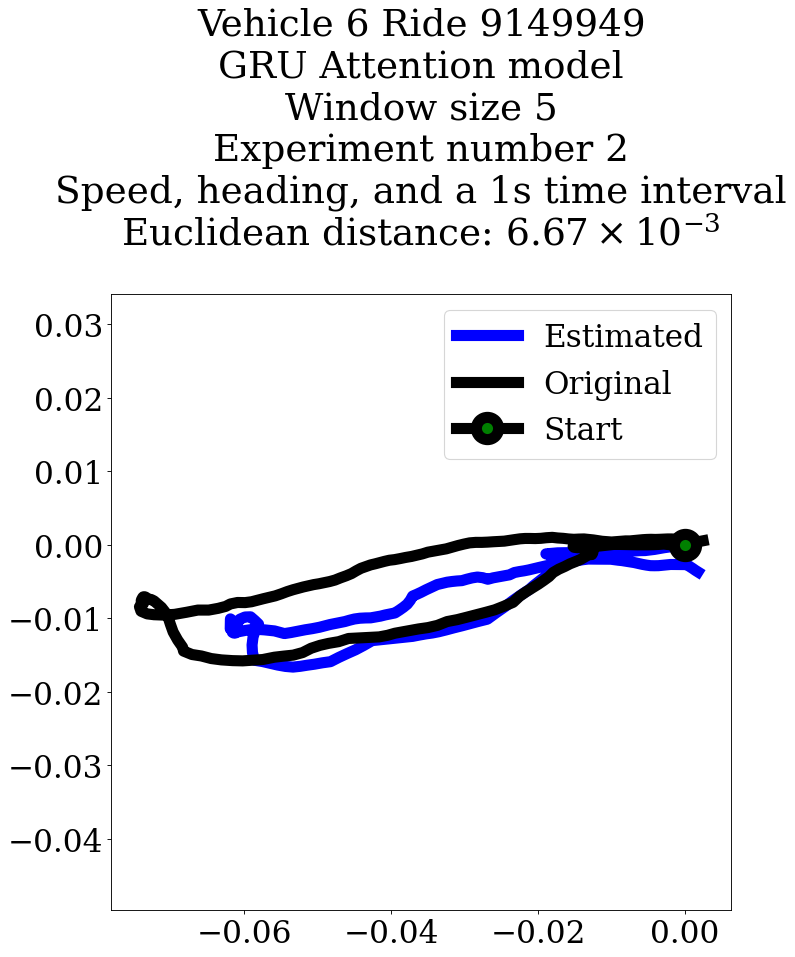 Vehicle 6 Ride 9149949
GRU Attention model
Window size 5
Experiment number 2
Speed, heading, and a 1s time interval
Euclidean distance: 6.67 × 10⁻³
Estimated
Original
Start
0.03
0.02
0.01
0.00
−0.01
−0.02
−0.03
−0.04
−0.06 −0.04 −0.02 0.00